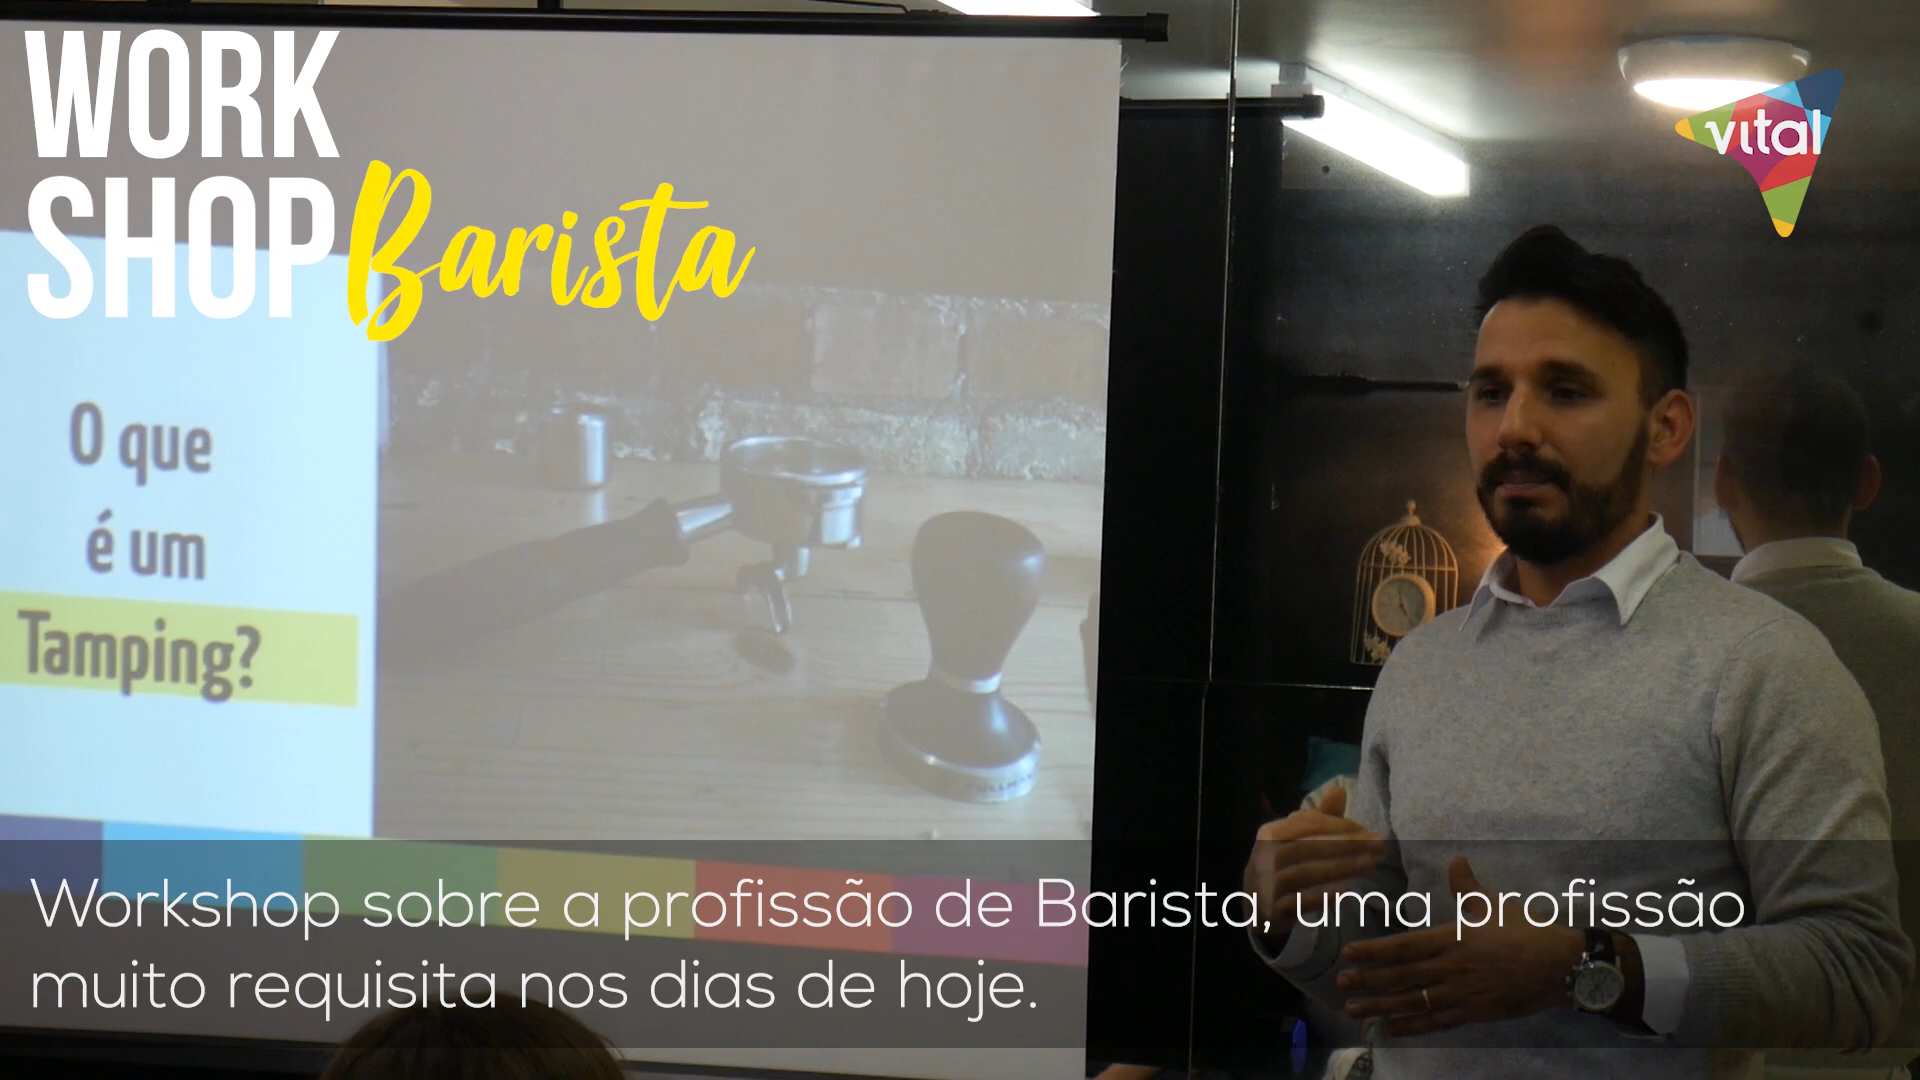 WORK
SHOP Barista
vital
O que
é um
Tamping?
Workshop sobre a profissão de Barista, uma profissão
muito requisita nos dias de hoje.